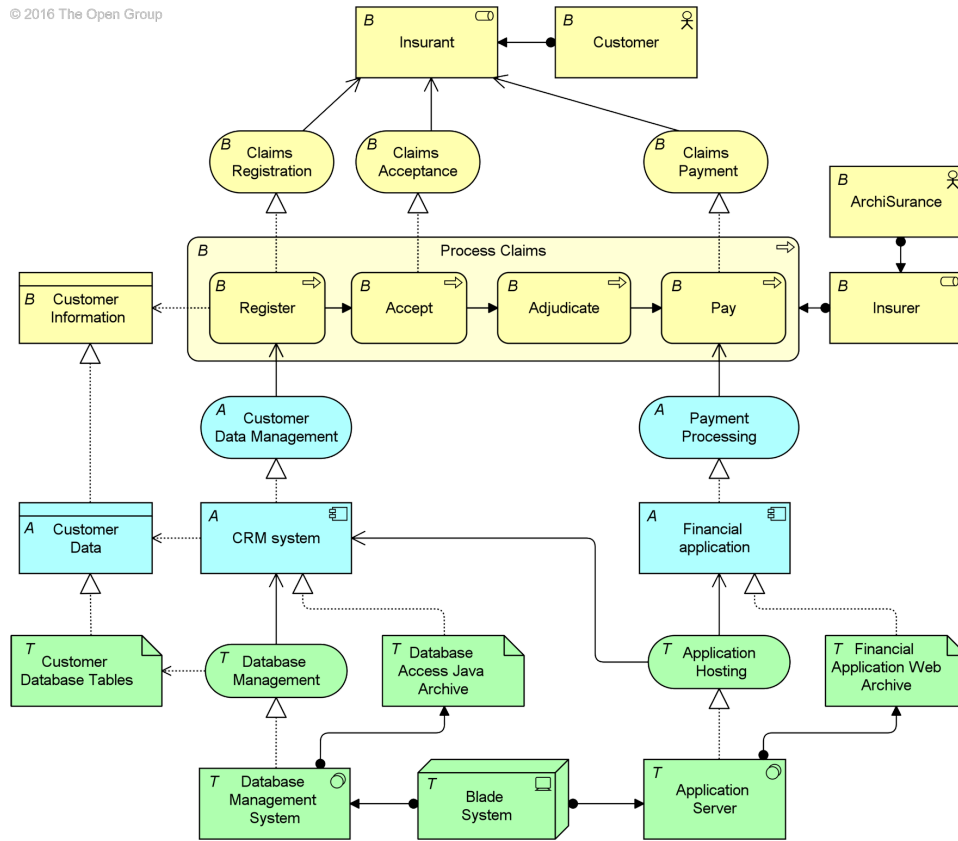 © 2016 The Open Group
B
Insurant
B
Customer
B
Claims
Registration
B
Claims
Acceptance
B
Claims
Payment
B
ArchiSurance
B
Process Claims
B
Customer
Information
B
Register
B
Accept
B
Adjudicate
B
Pay
B
Insurer
A
Customer
Data Management
A
Payment
Processing
A
Customer
Data
A
CRM system
A
Financial
application
T
Customer
Database Tables
T
Database
Management
T
Database
Access Java
Archive
T
Application
Hosting
T
Financial
Application Web
Archive
T
Database
Management
System
T
Blade
System
T
Application
Server